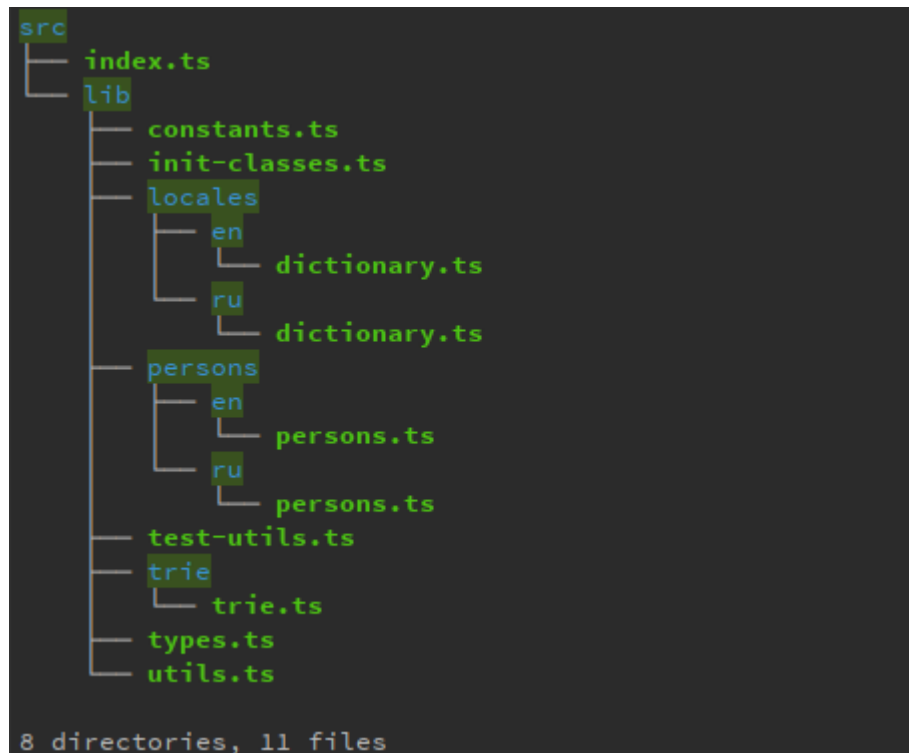 src
├── index.ts
└── lib
    ├── constants.ts
    ├── init-classes.ts
    ├── locales
    │   ├── en
    │   │   └── dictionary.ts
    │   └── ru
    │       └── dictionary.ts
    ├── persons
    │   ├── en
    │   │   └── persons.ts
    │   └── ru
    │       └── persons.ts
    ├── test-utils.ts
    ├── trie
    │   └── trie.ts
    ├── types.ts
    └── utils.ts
8 directories, 11 files